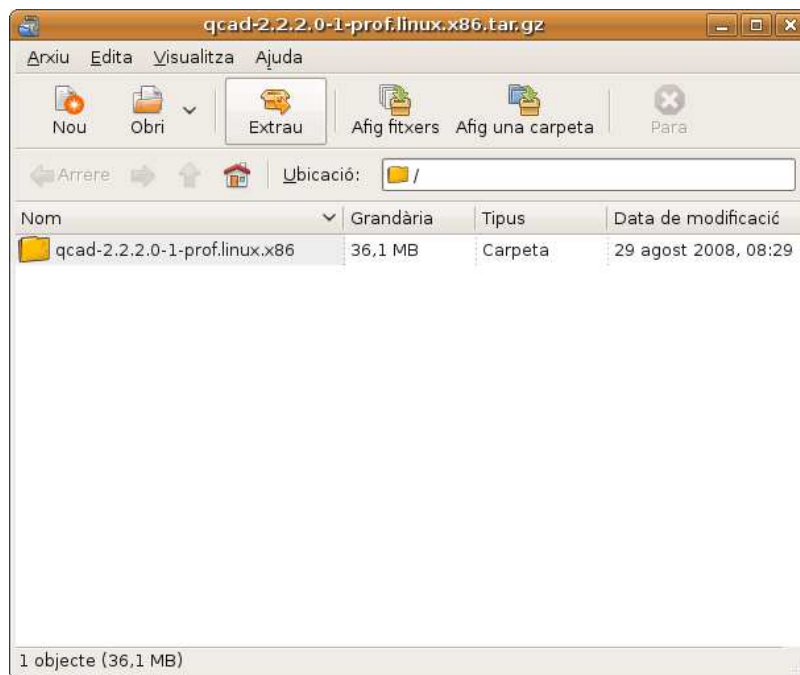 qcad-2.2.2.0-1-prof.linux.x86.tar.gz
Arxiu Edita Visualitza Ajuda
Nou Obri Extrau Afig fitxers Afig una carpeta Para
Arrere Ubicació: /
Nom Grandària Tipus Data de modificació
qcad-2.2.2.0-1-prof.linux.x86 36,1 MB Carpeta 29 agost 2008, 08:29
1 objecte (36,1 MB)